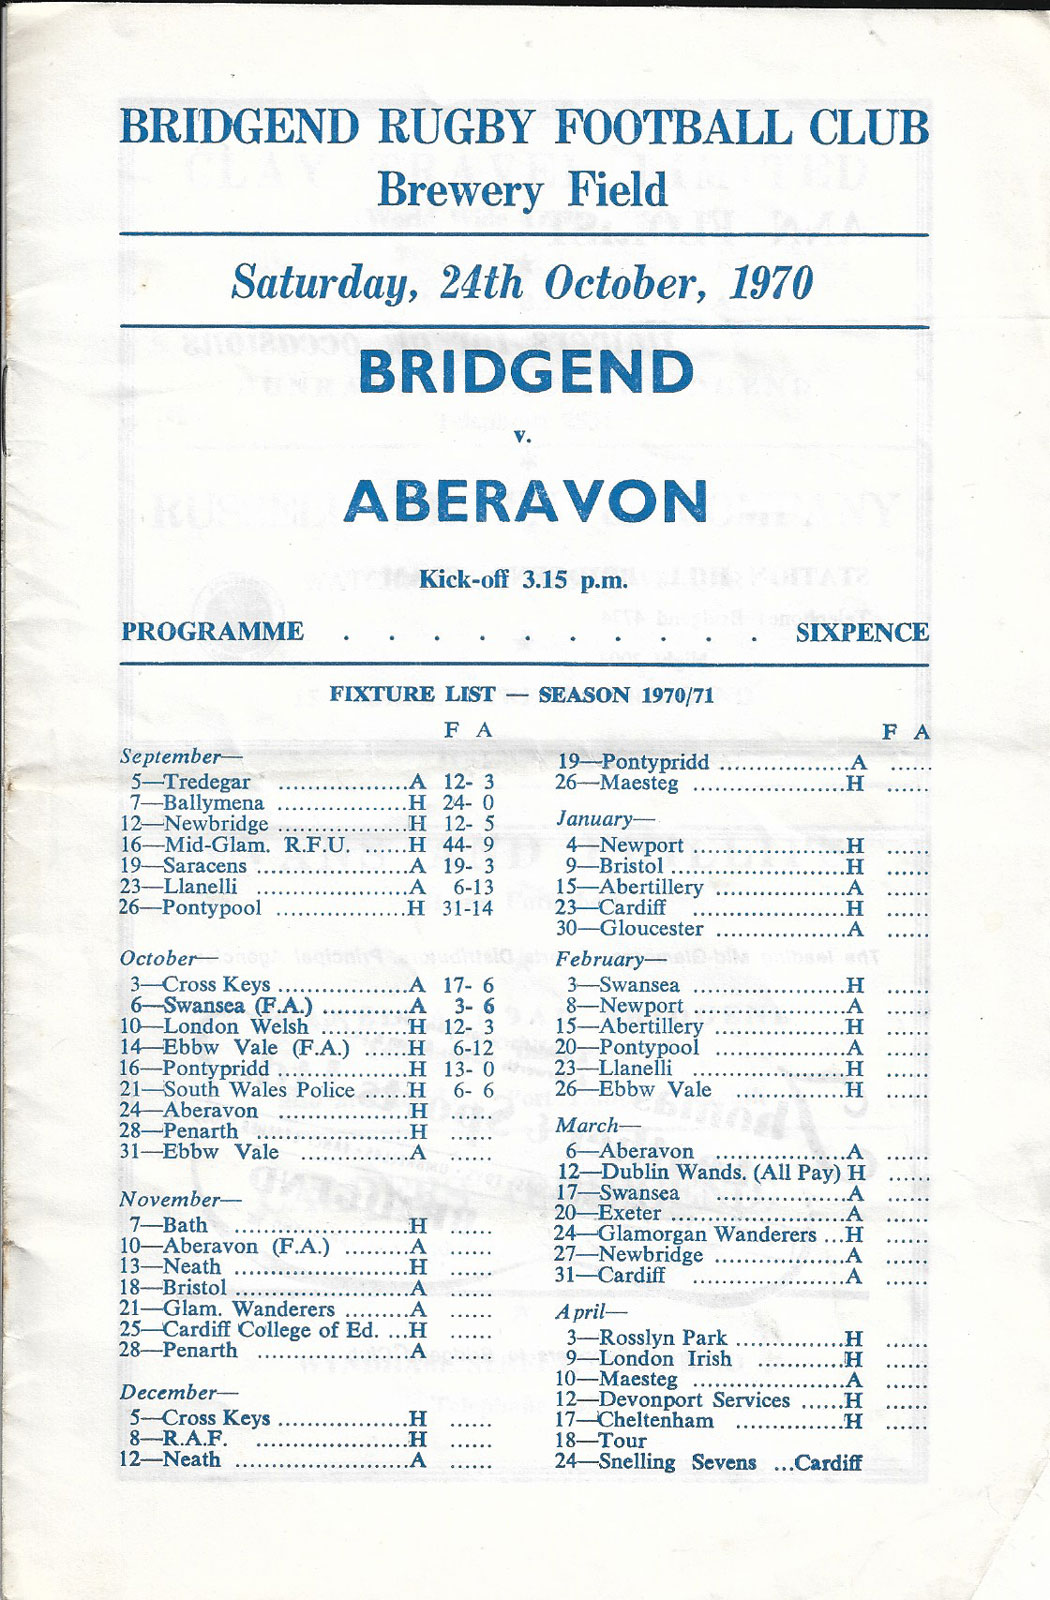 BRIDGEND RUGBY FOOTBALL CLUB
Brewery Field
Saturday, 24th October, 1970
BRIDGEND
v.
ABERAVON
Kick-off 3.15 p.m.
PROGRAMME . . . . . . . . . . . SIXPENCE
FIXTURE LIST — SEASON 1970/71
F A
September—
5—Tredegar ..................A 12- 3
7—Ballymena ..................H 24- 0
12—Newbridge ..................H 12- 5
16—Mid-Glam. R.F.U. ......H 44- 9
19—Saracens .....................A 19- 3
23—Llanelli .....................A 6-13
26—Pontypool ..................H 31-14
October—
3—Cross Keys ..................A 17- 6
6—Swansea (F.A.) ............A 3- 6
10—London Welsh ............H 12- 3
14—Ebbw Vale (F.A.) ......H 6-12
16—Pontypridd ..................H 13- 0
21—South Wales Police ......H 6- 6
24—Aberavon ..................H
28—Penarth .....................H ......
31—Ebbw Vale ...............A ......
November—
7—Bath ........................H ......
10—Aberavon (F.A.) .........A ......
13—Neath ........................H ......
18—Bristol ........................A ......
21—Glam. Wanderers .........A ......
25—Cardiff College of Ed. ...H ......
28—Penarth .....................A ......
December—
5—Cross Keys ..................H ......
8—R.A.F. .....................H ......
12—Neath ........................A ......
F A
19—Pontypridd ..................A ......
26—Maesteg .....................H ......
January—
4—Newport .....................H ......
9—Bristol ........................H ......
15—Abertillery ..................A ......
23—Cardiff .....................H ......
30—Gloucester ..................A ......
February—
3—Swansea .....................H ......
8—Newport .....................A ......
15—Abertillery ..................H ......
20—Pontypool ..................A ......
23—Llanelli .....................H ......
26—Ebbw Vale ...............H ......
March—
6—Aberavon ..................A ......
12—Dublin Wands. (All Pay) H ......
17—Swansea ..................A ......
20—Exeter ........................A ......
24—Glamorgan Wanderers ...H ......
27—Newbridge ..................A ......
31—Cardiff .....................A ......
April—
3—Rosslyn Park ...............H ......
9—London Irish ............H ......
10—Maesteg .....................A ......
12—Devonport Services ......H ......
17—Cheltenham ...............H ......
18—Tour
24—Snelling Sevens ...Cardiff